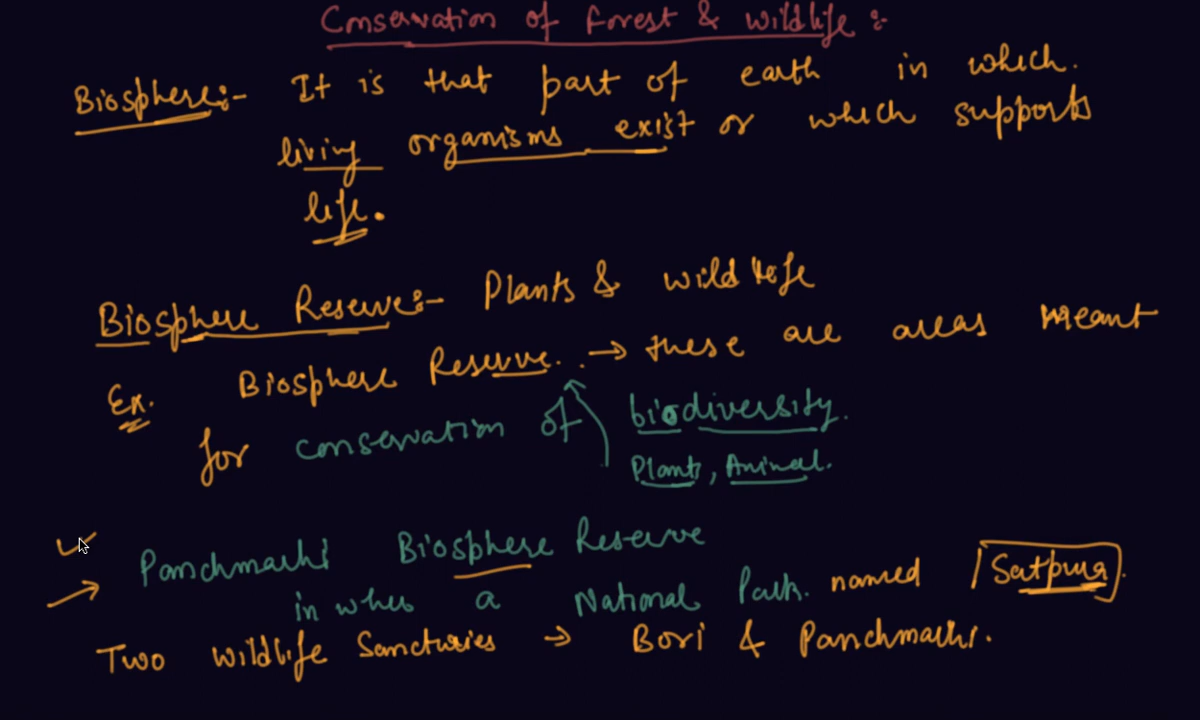 Conservation of forest & wildlife :-
Biosphere:- It is that part of earth in which.
living organisms exist or which supports
life.
Biosphere Reserve:- Plants & wild life
Ex. Biosphere Reserve. → these are areas meant
for conservation of biodiversity.
Plants, Animal.
Panchmarhi Biosphere Reserve
in whch a National Park. named Satpura.
Two wildlife Sancturies → Bori & Panchmarhi.